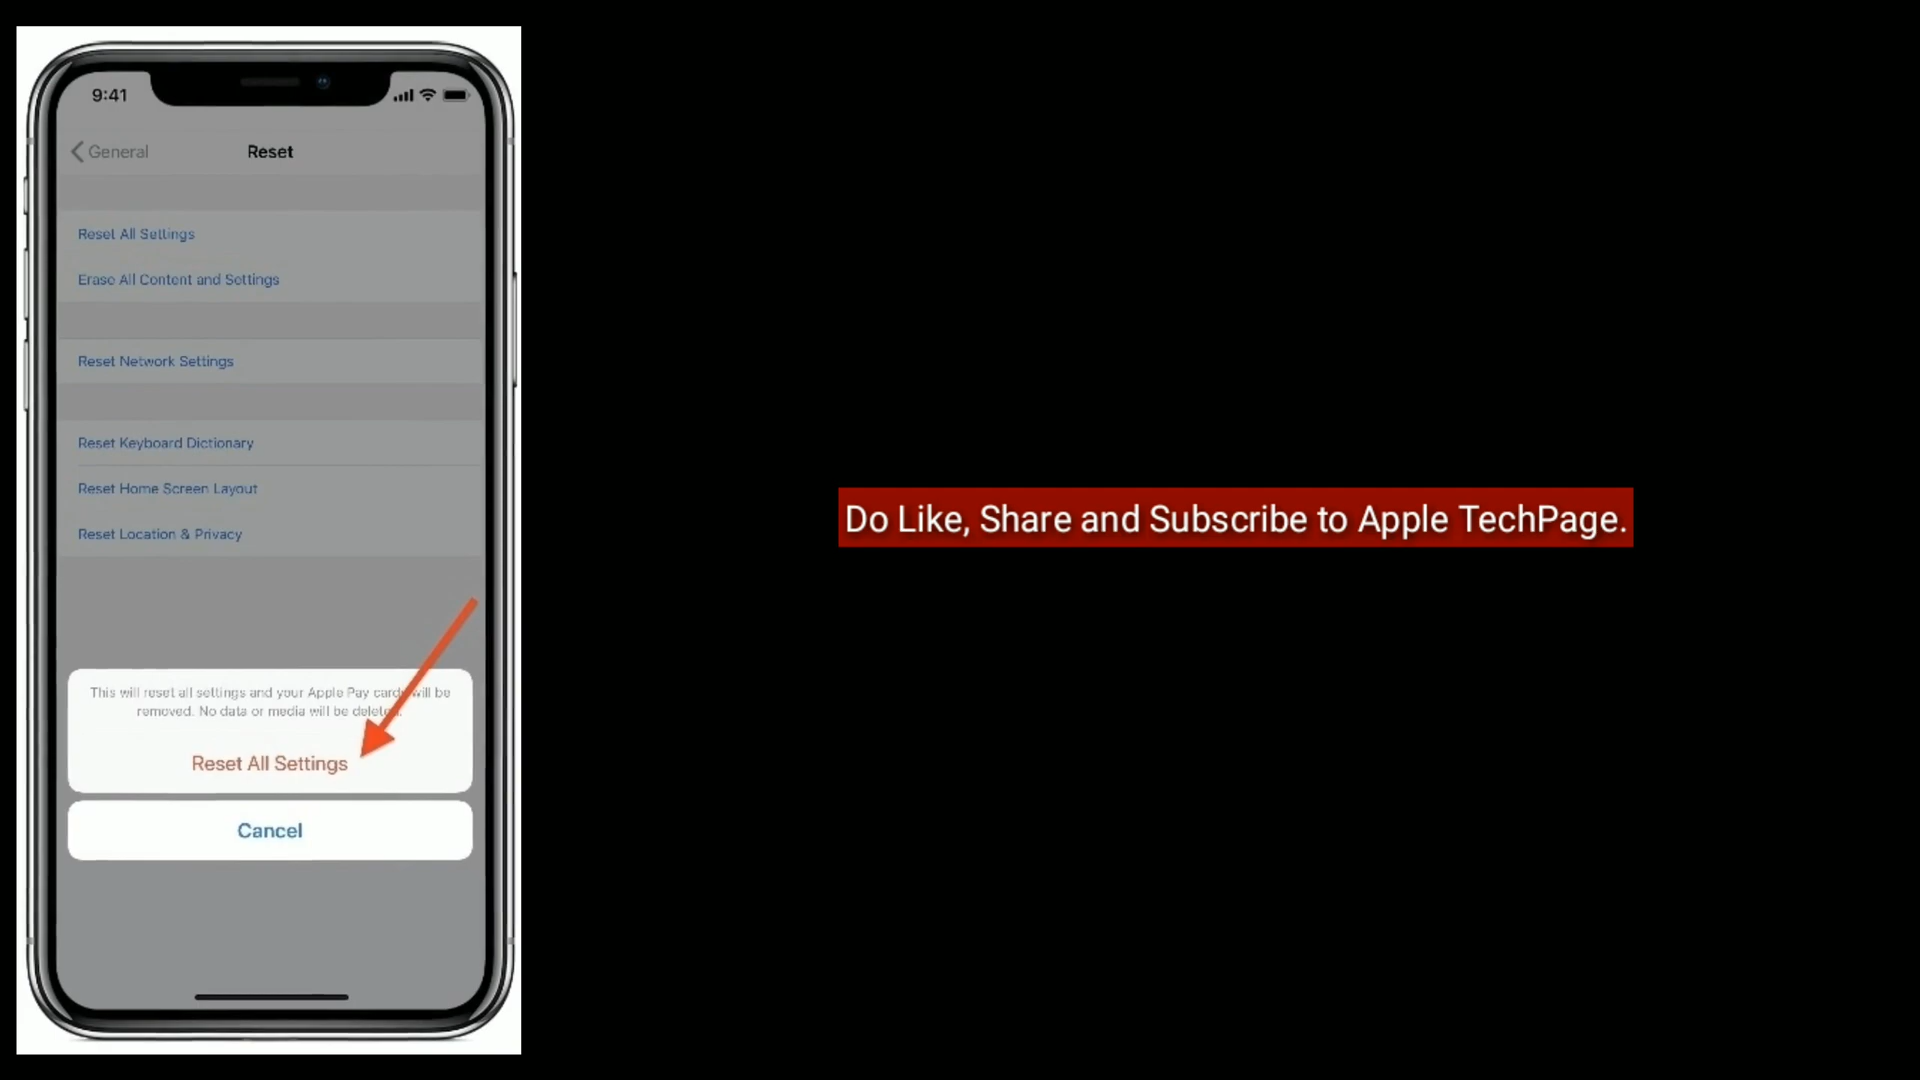 9:41
General
Reset
Reset All Settings
Erase All Content and Settings
Reset Network Settings
Reset Keyboard Dictionary
Reset Home Screen Layout
Reset Location & Privacy
This will reset all settings and your Apple Pay cards will be
removed. No data or media will be deleted.
Reset All Settings
Cancel
Do Like, Share and Subscribe to Apple TechPage.